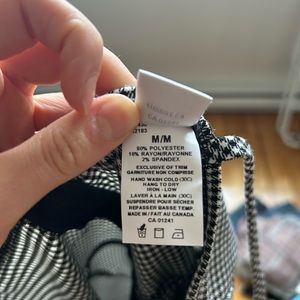 M/M
80% POLYESTER
18% RAYON/RAYONNE
2% SPANDEX
EXCLUSIVE OF TRIM
GARNITURE NON COMPRISE
HAND WASH COLD (30C)
HANG TO DRY
IRON - LOW
LAVER À LA MAIN (30C)
SUSPENDRE POUR SÉCHER
REPASSER BASSE TEMP.
MADE IN / FAIT AU CANADA
CA 01241